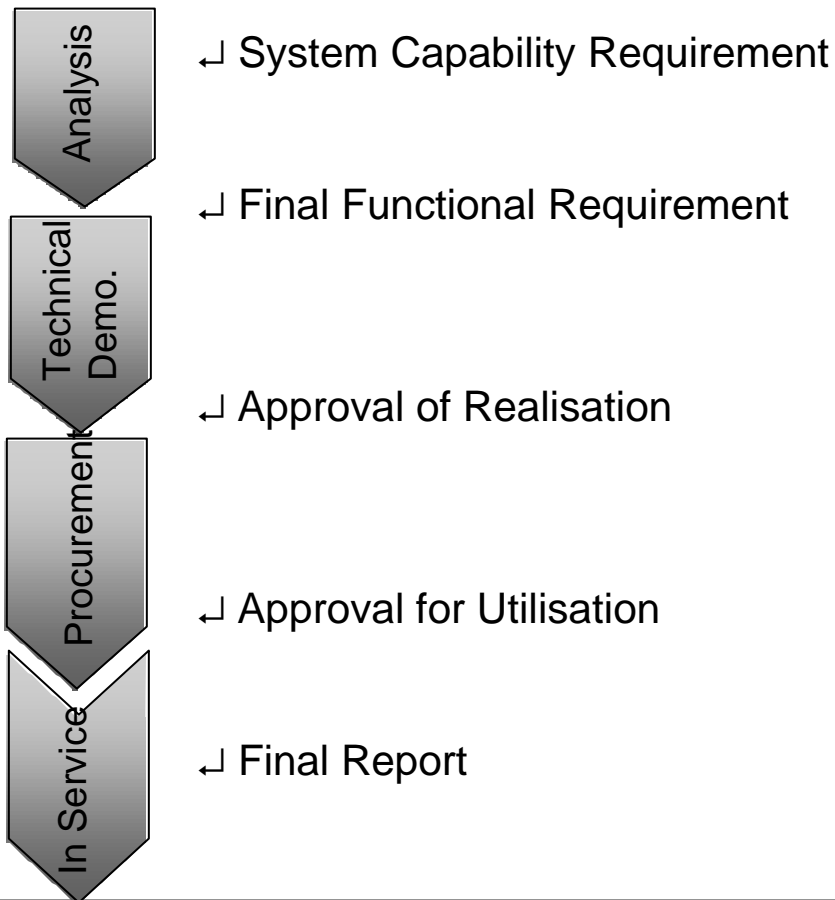 Analysis
↵ System Capability Requirement
↵ Final Functional Requirement
Technical
Demo.
↵ Approval of Realisation
Procurement
↵ Approval for Utilisation
In Service
↵ Final Report